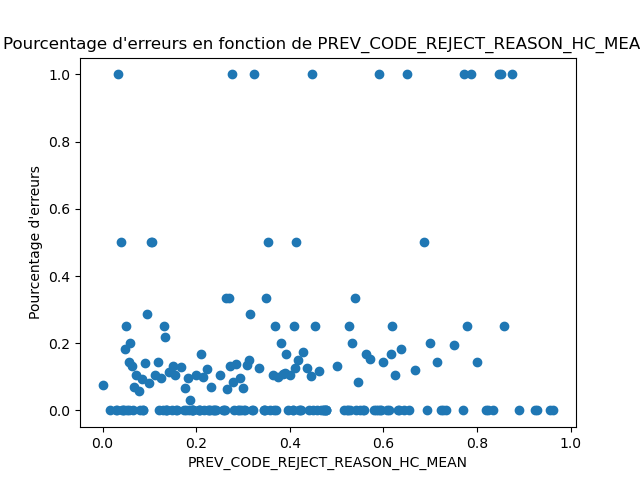 Pourcentage d'erreurs en fonction de PREV_CODE_REJECT_REASON_HC_MEA
Pourcentage d'erreurs
1.0
0.8
0.6
0.4
0.2
0.0
0.0 0.2 0.4 0.6 0.8 1.0
PREV_CODE_REJECT_REASON_HC_MEAN